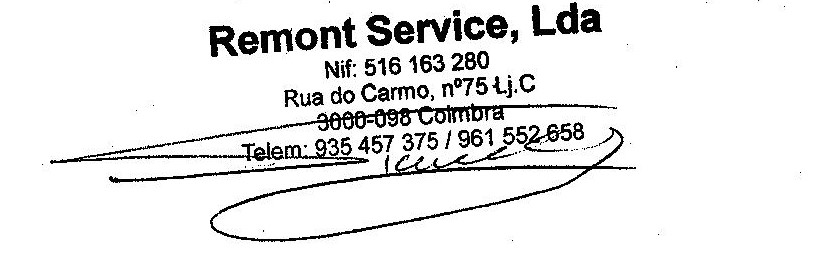 Remont Service, Lda
Nif: 516 163 280
Rua do Carmo, nº75 Lj.C
3000-098 Coimbra
Telem: 935 457 375 / 961 552 658